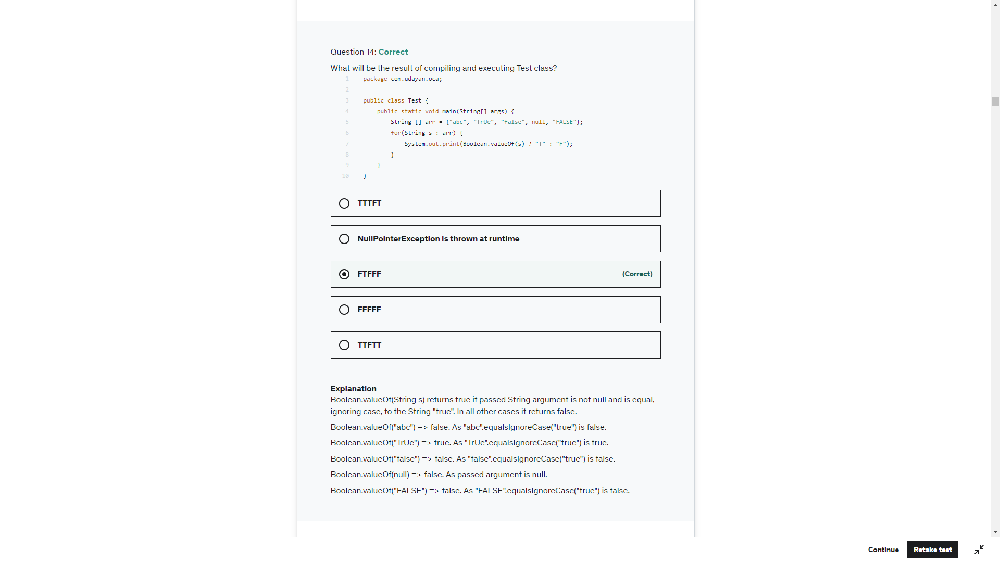 Question 14: Correct
What will be the result of compiling and executing Test class?
1 package com.udayan.oca;
2
3 public class Test {
4     public static void main(String[] args) {
5         String [] arr = {"abc", "TrUe", "false", null, "FALSE"};
6         for(String s : arr) {
7             System.out.print(Boolean.valueOf(s) ? "T" : "F");
8         }
9     }
10 }
TTTFT
NullPointerException is thrown at runtime
FTFFF (Correct)
FFFFF
TTFTT
Explanation
Boolean.valueOf(String s) returns true if passed String argument is not null and is equal,
ignoring case, to the String "true". In all other cases it returns false.
Boolean.valueOf("abc") => false. As "abc".equalsIgnoreCase("true") is false.
Boolean.valueOf("TrUe") => true. As "TrUe".equalsIgnoreCase("true") is true.
Boolean.valueOf("false") => false. As "false".equalsIgnoreCase("true") is false.
Boolean.valueOf(null) => false. As passed argument is null.
Boolean.valueOf("FALSE") => false. As "FALSE".equalsIgnoreCase("true") is false.
Continue Retake test